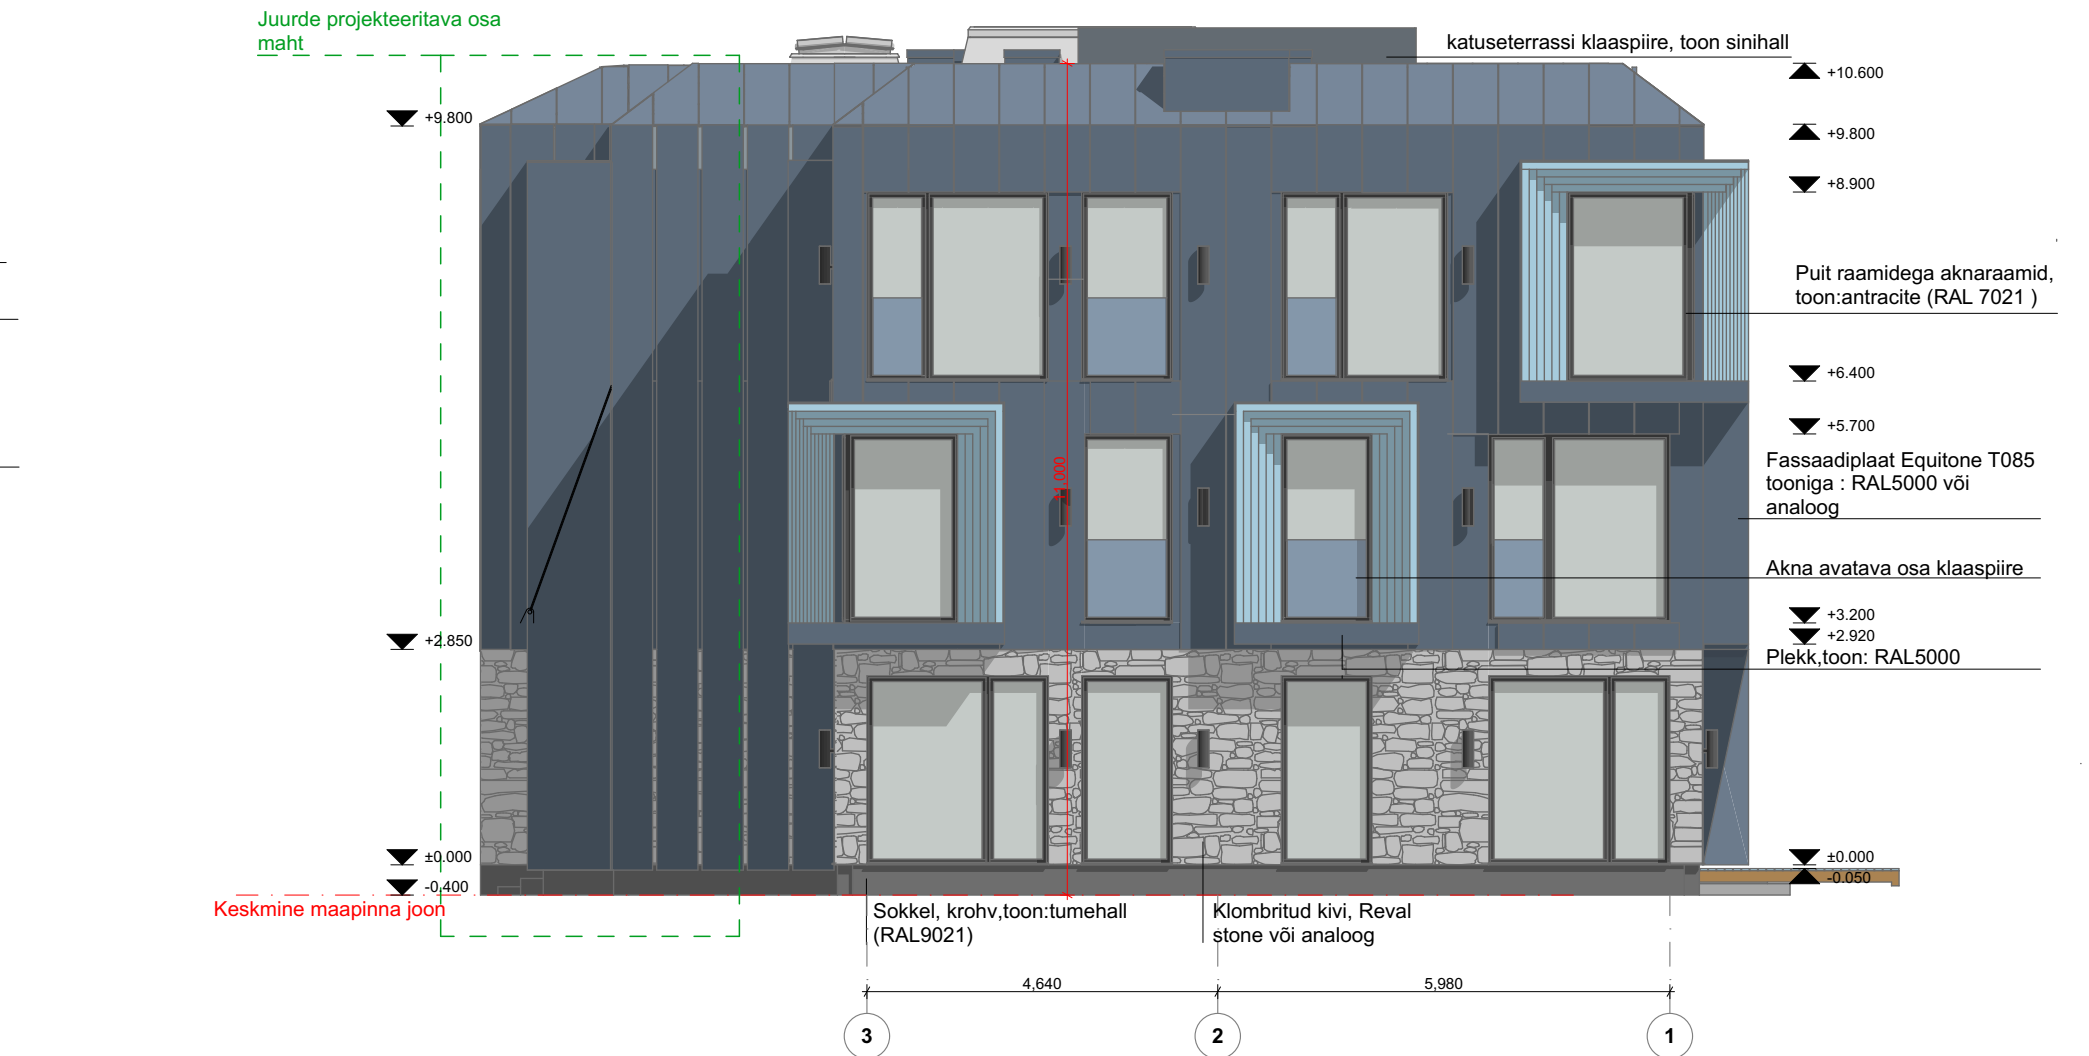 Juurde projekteeritava osa
maht
katuseterrassi klaaspiire, toon sinihall
+10.600
+9.800
+9.800
+8.900
Puit raamidega aknaraamid,
toon:antracite (RAL 7021 )
+6.400
+5.700
Fassaadiplaat Equitone T085
tooniga : RAL5000 või
analoog
11,000
Akna avatava osa klaaspiire
+3.200
+2.920
+2.850
Plekk,toon: RAL5000
±0.000
±0.000
-0.400
-0.050
Keskmine maapinna joon
Sokkel, krohv,toon:tumehall
(RAL9021)
Klombritud kivi, Reval
stone või analoog
4,640
5,980
3
2
1